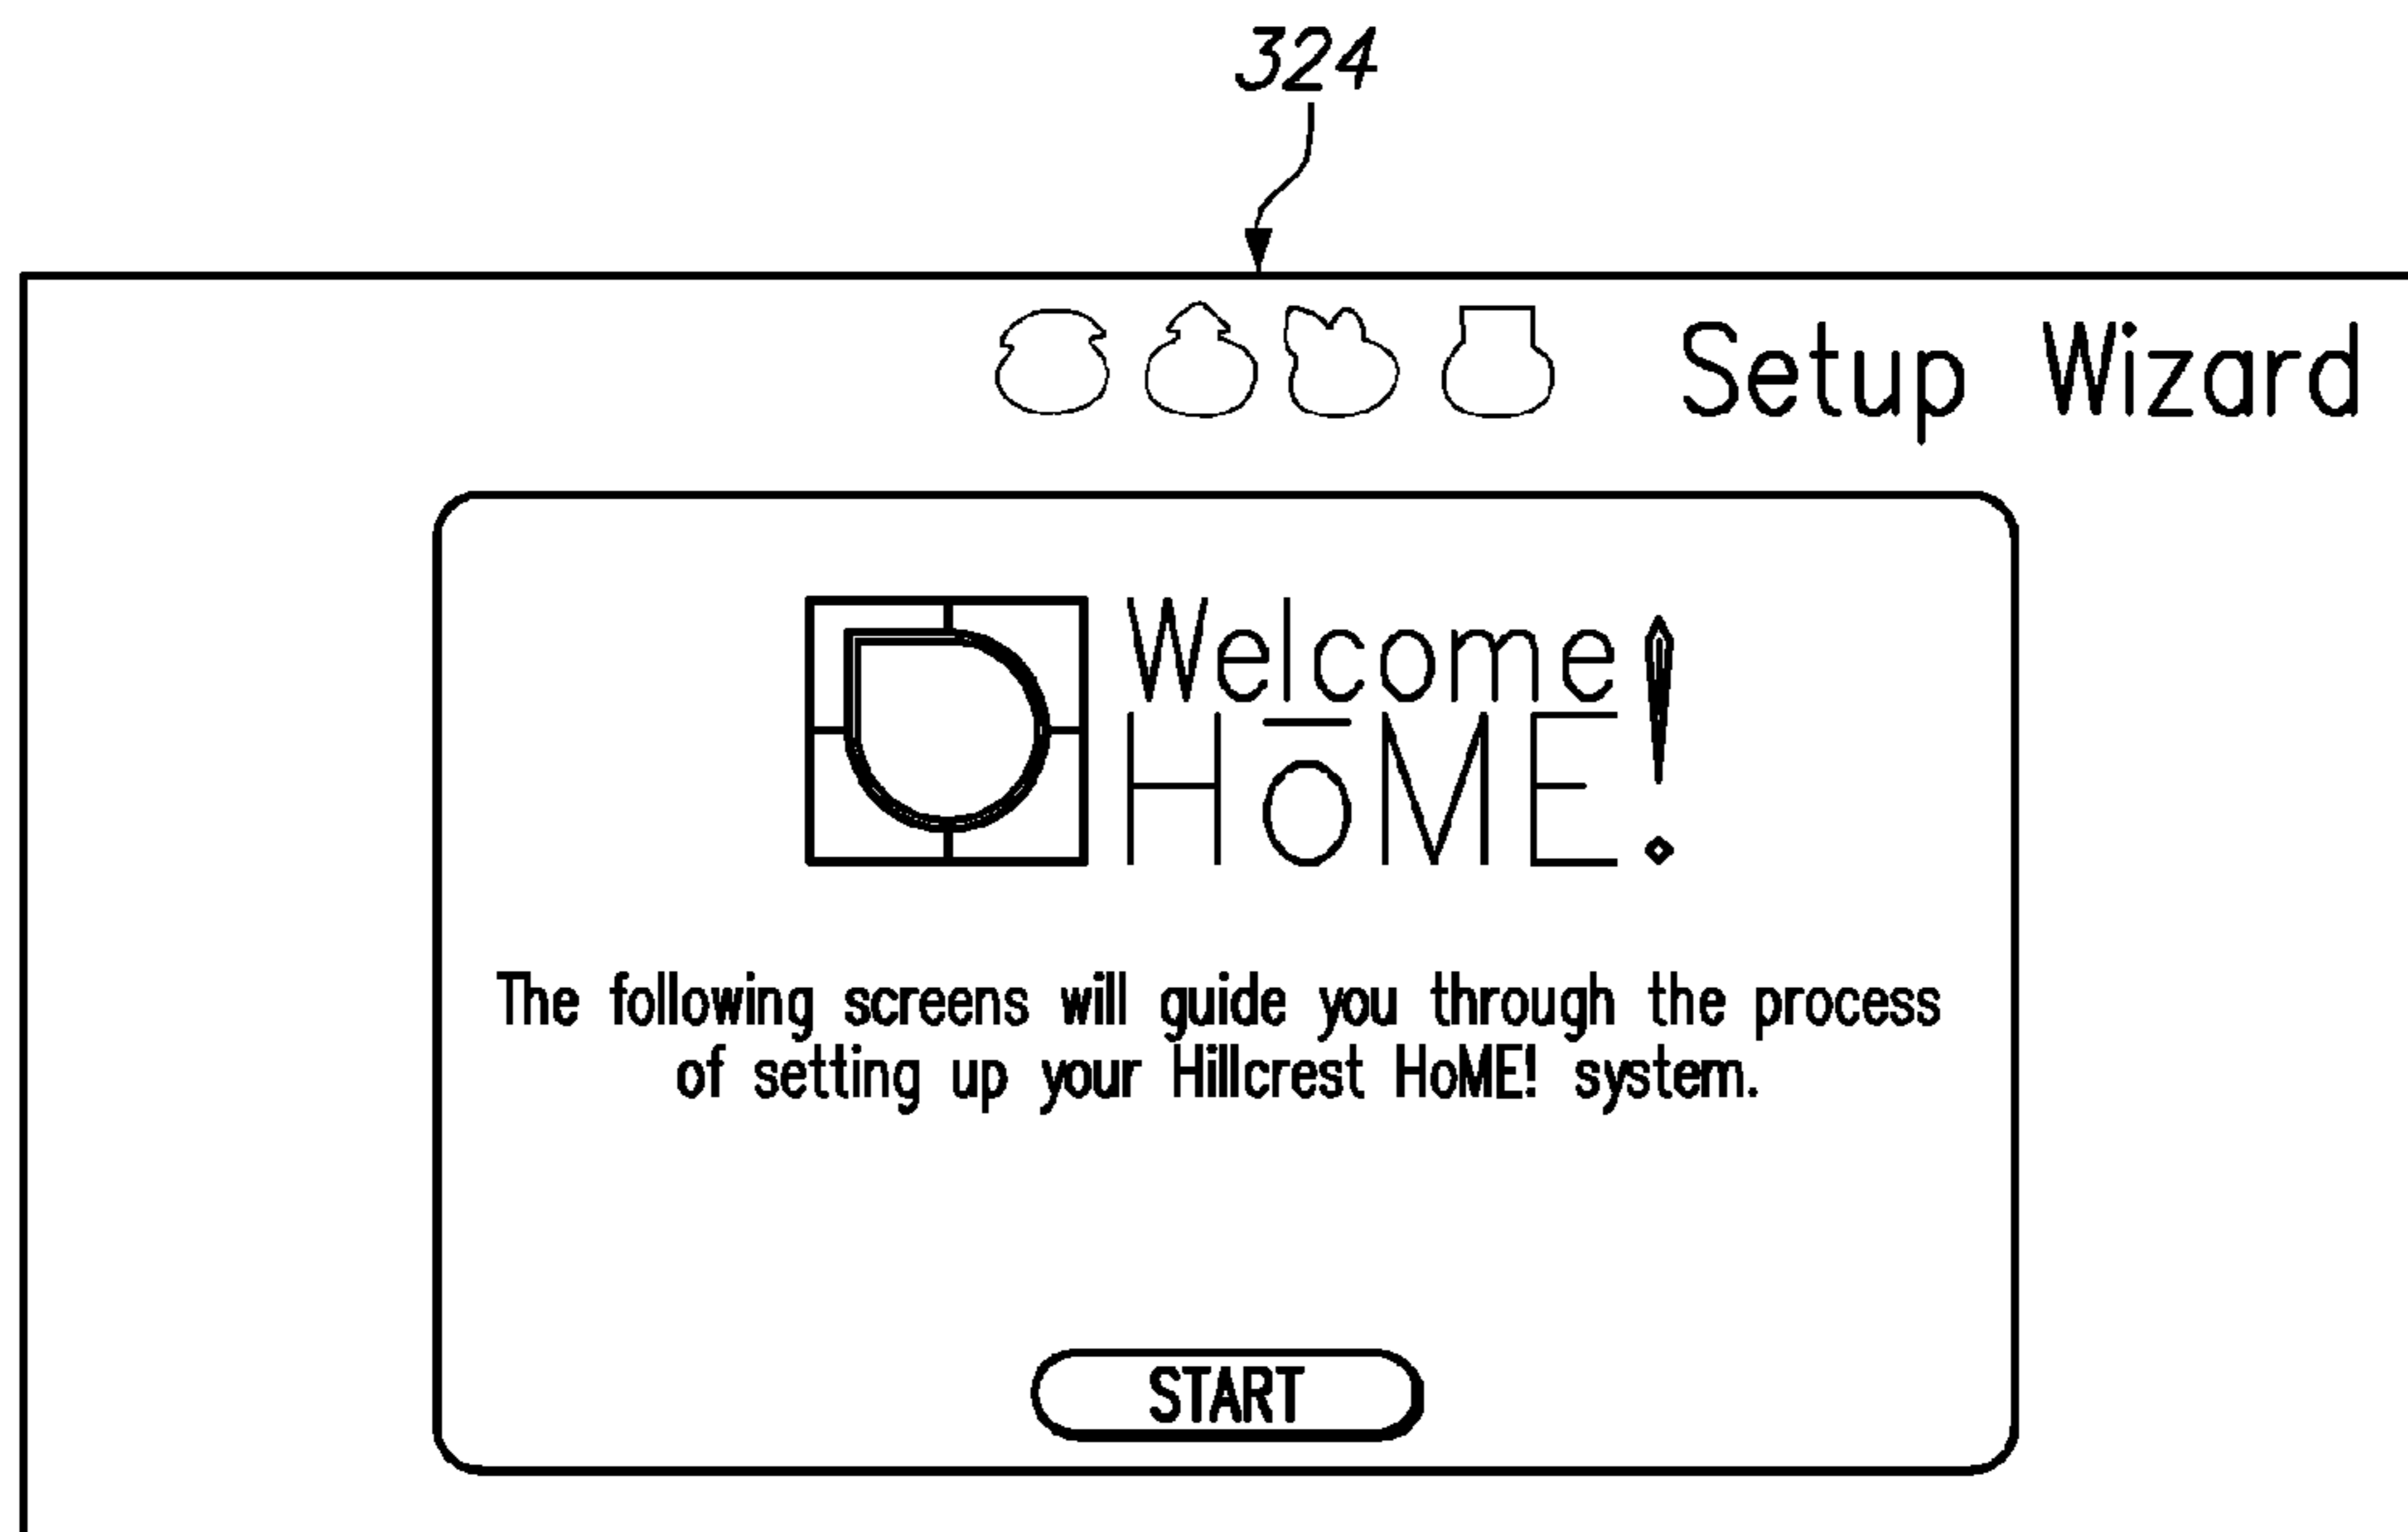 324
Setup Wizard
Welcome
HōME!
The following screens will guide you through the process
of setting up your Hillcrest HoME! system.
START